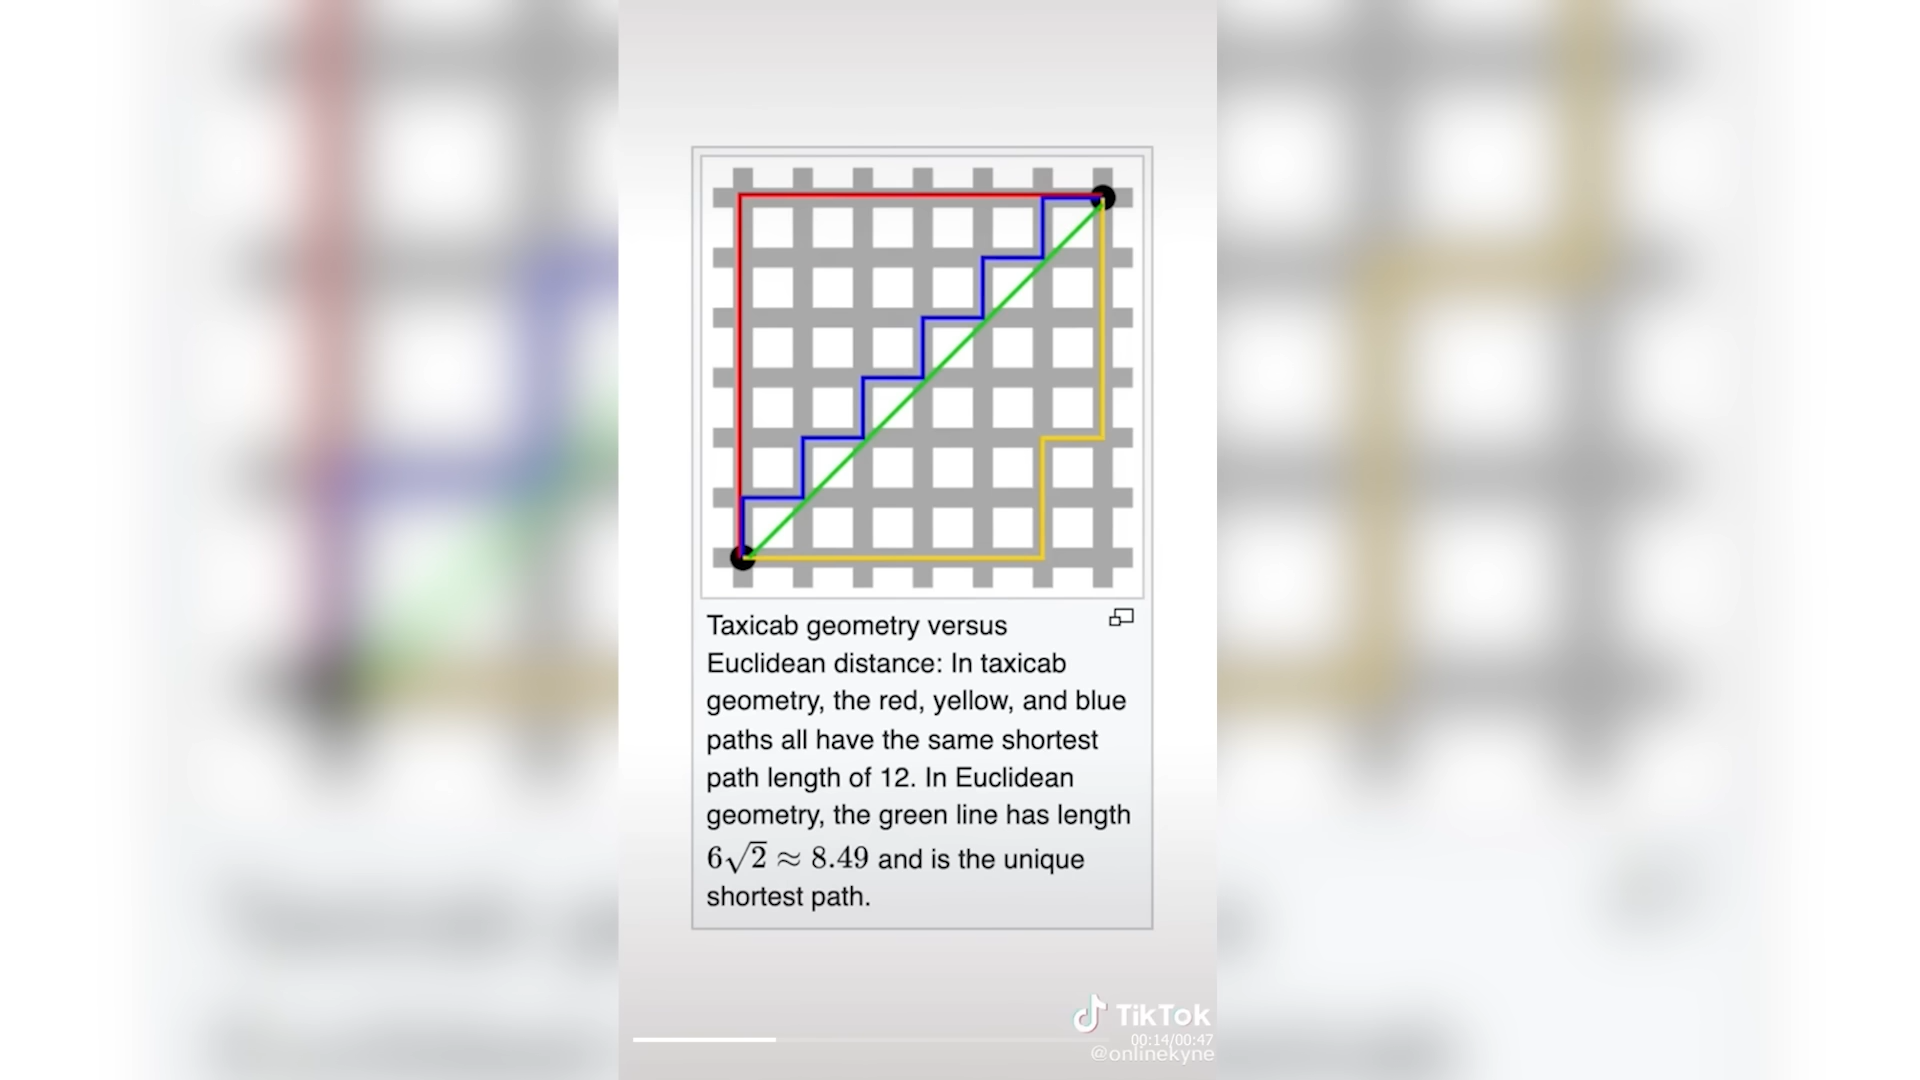 Taxicab geometry versus
Euclidean distance: In taxicab
geometry, the red, yellow, and blue
paths all have the same shortest
path length of 12. In Euclidean
geometry, the green line has length
6√2 ≈ 8.49 and is the unique
shortest path.
TikTok
00:14/00:47
@onlinekyne